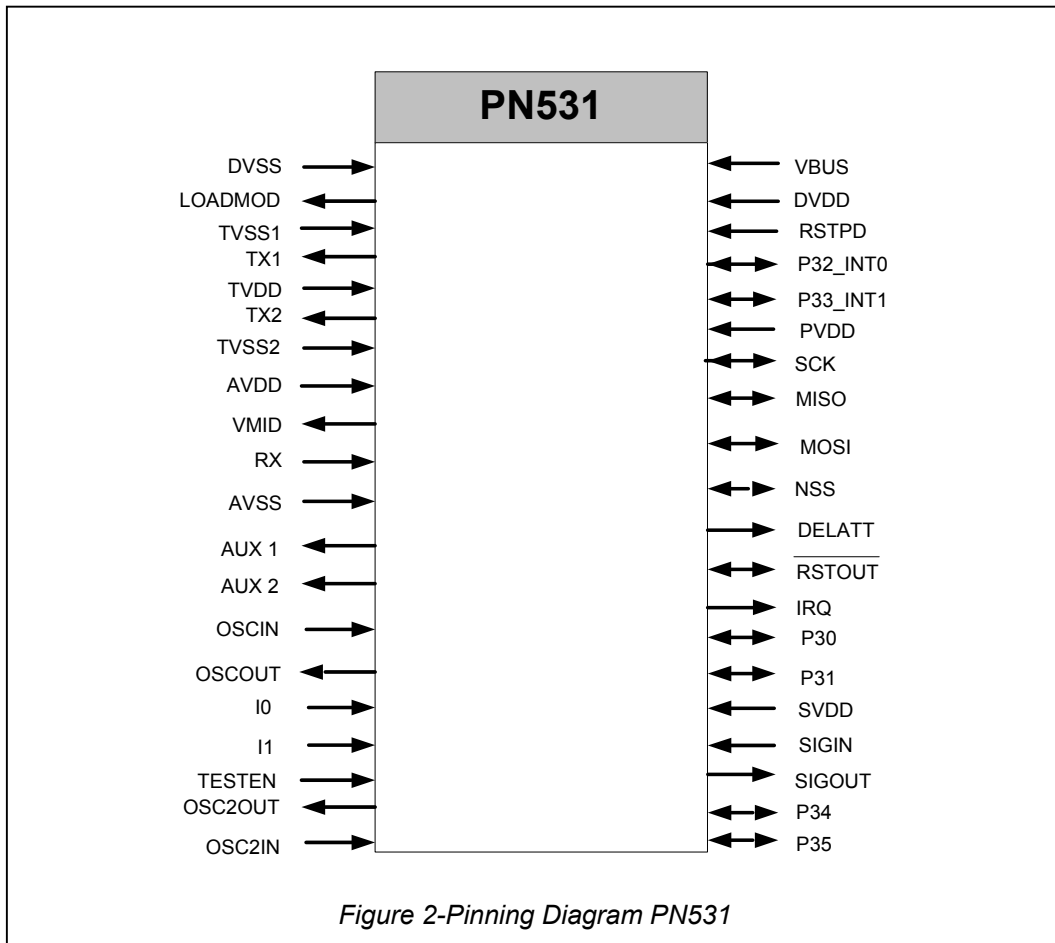 PN531
DVSS
LOADMOD
TVSS1
TX1
TVDD
TX2
TVSS2
AVDD
VMID
RX
AVSS
AUX 1
AUX 2
OSCIN
OSCOUT
I0
I1
TESTEN
OSC2OUT
OSC2IN
VBUS
DVDD
RSTPD
P32_INT0
P33_INT1
PVDD
SCK
MISO
MOSI
NSS
DELATT
RSTOUT
IRQ
P30
P31
SVDD
SIGIN
SIGOUT
P34
P35
Figure 2-Pinning Diagram PN531